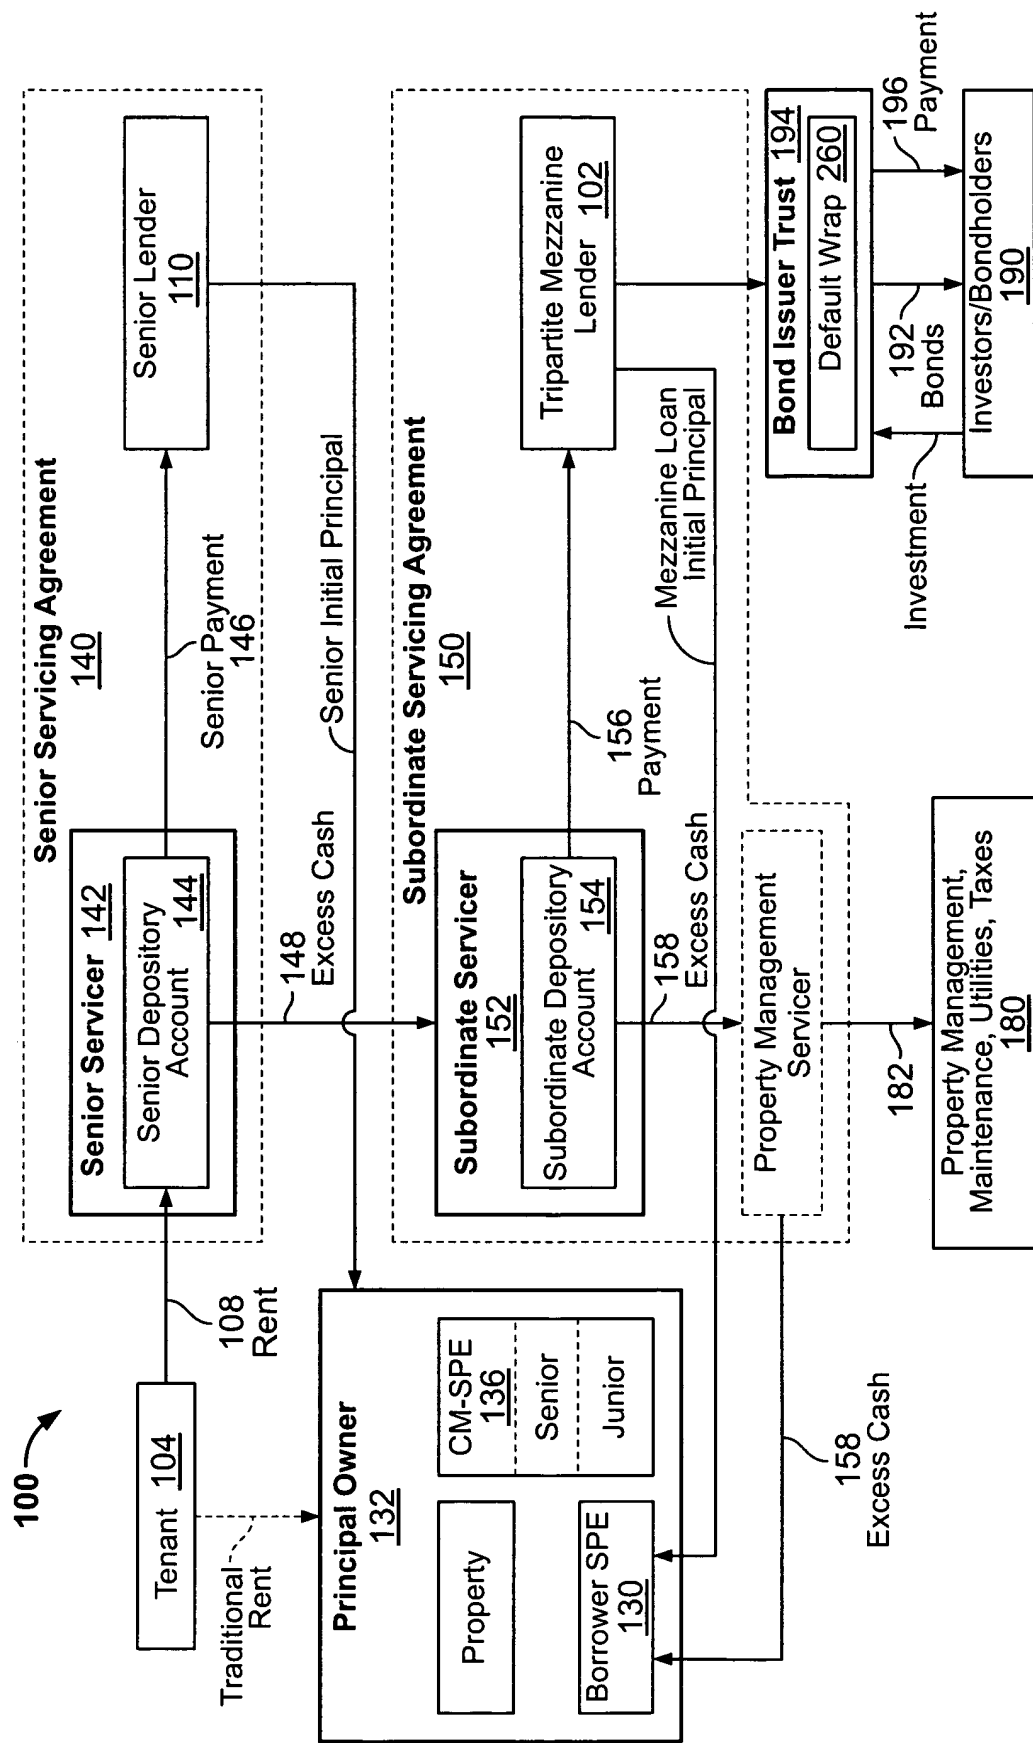 100
Tenant 104
Traditional
Rent
108
Rent
Senior Servicing Agreement
140
Senior Servicer 142
Senior Depository
Account 144
Senior Payment
146
Senior Lender
110
148
Excess Cash
Senior Initial Principal
Principal Owner
132
Property
CM-SPE
136
Senior
Junior
Borrower SPE
130
Subordinate Servicing Agreement
150
Subordinate Servicer
152
Subordinate Depository
Account 154
156
Payment
Tripartite Mezzanine
Lender 102
158
Excess Cash
Mezzanine Loan
Initial Principal
Property Management
Servicer
158
Excess Cash
182
Property Management,
Maintenance, Utilities, Taxes
180
Bond Issuer Trust 194
Default Wrap 260
Investment
192
Bonds
196
Payment
Investors/Bondholders
190